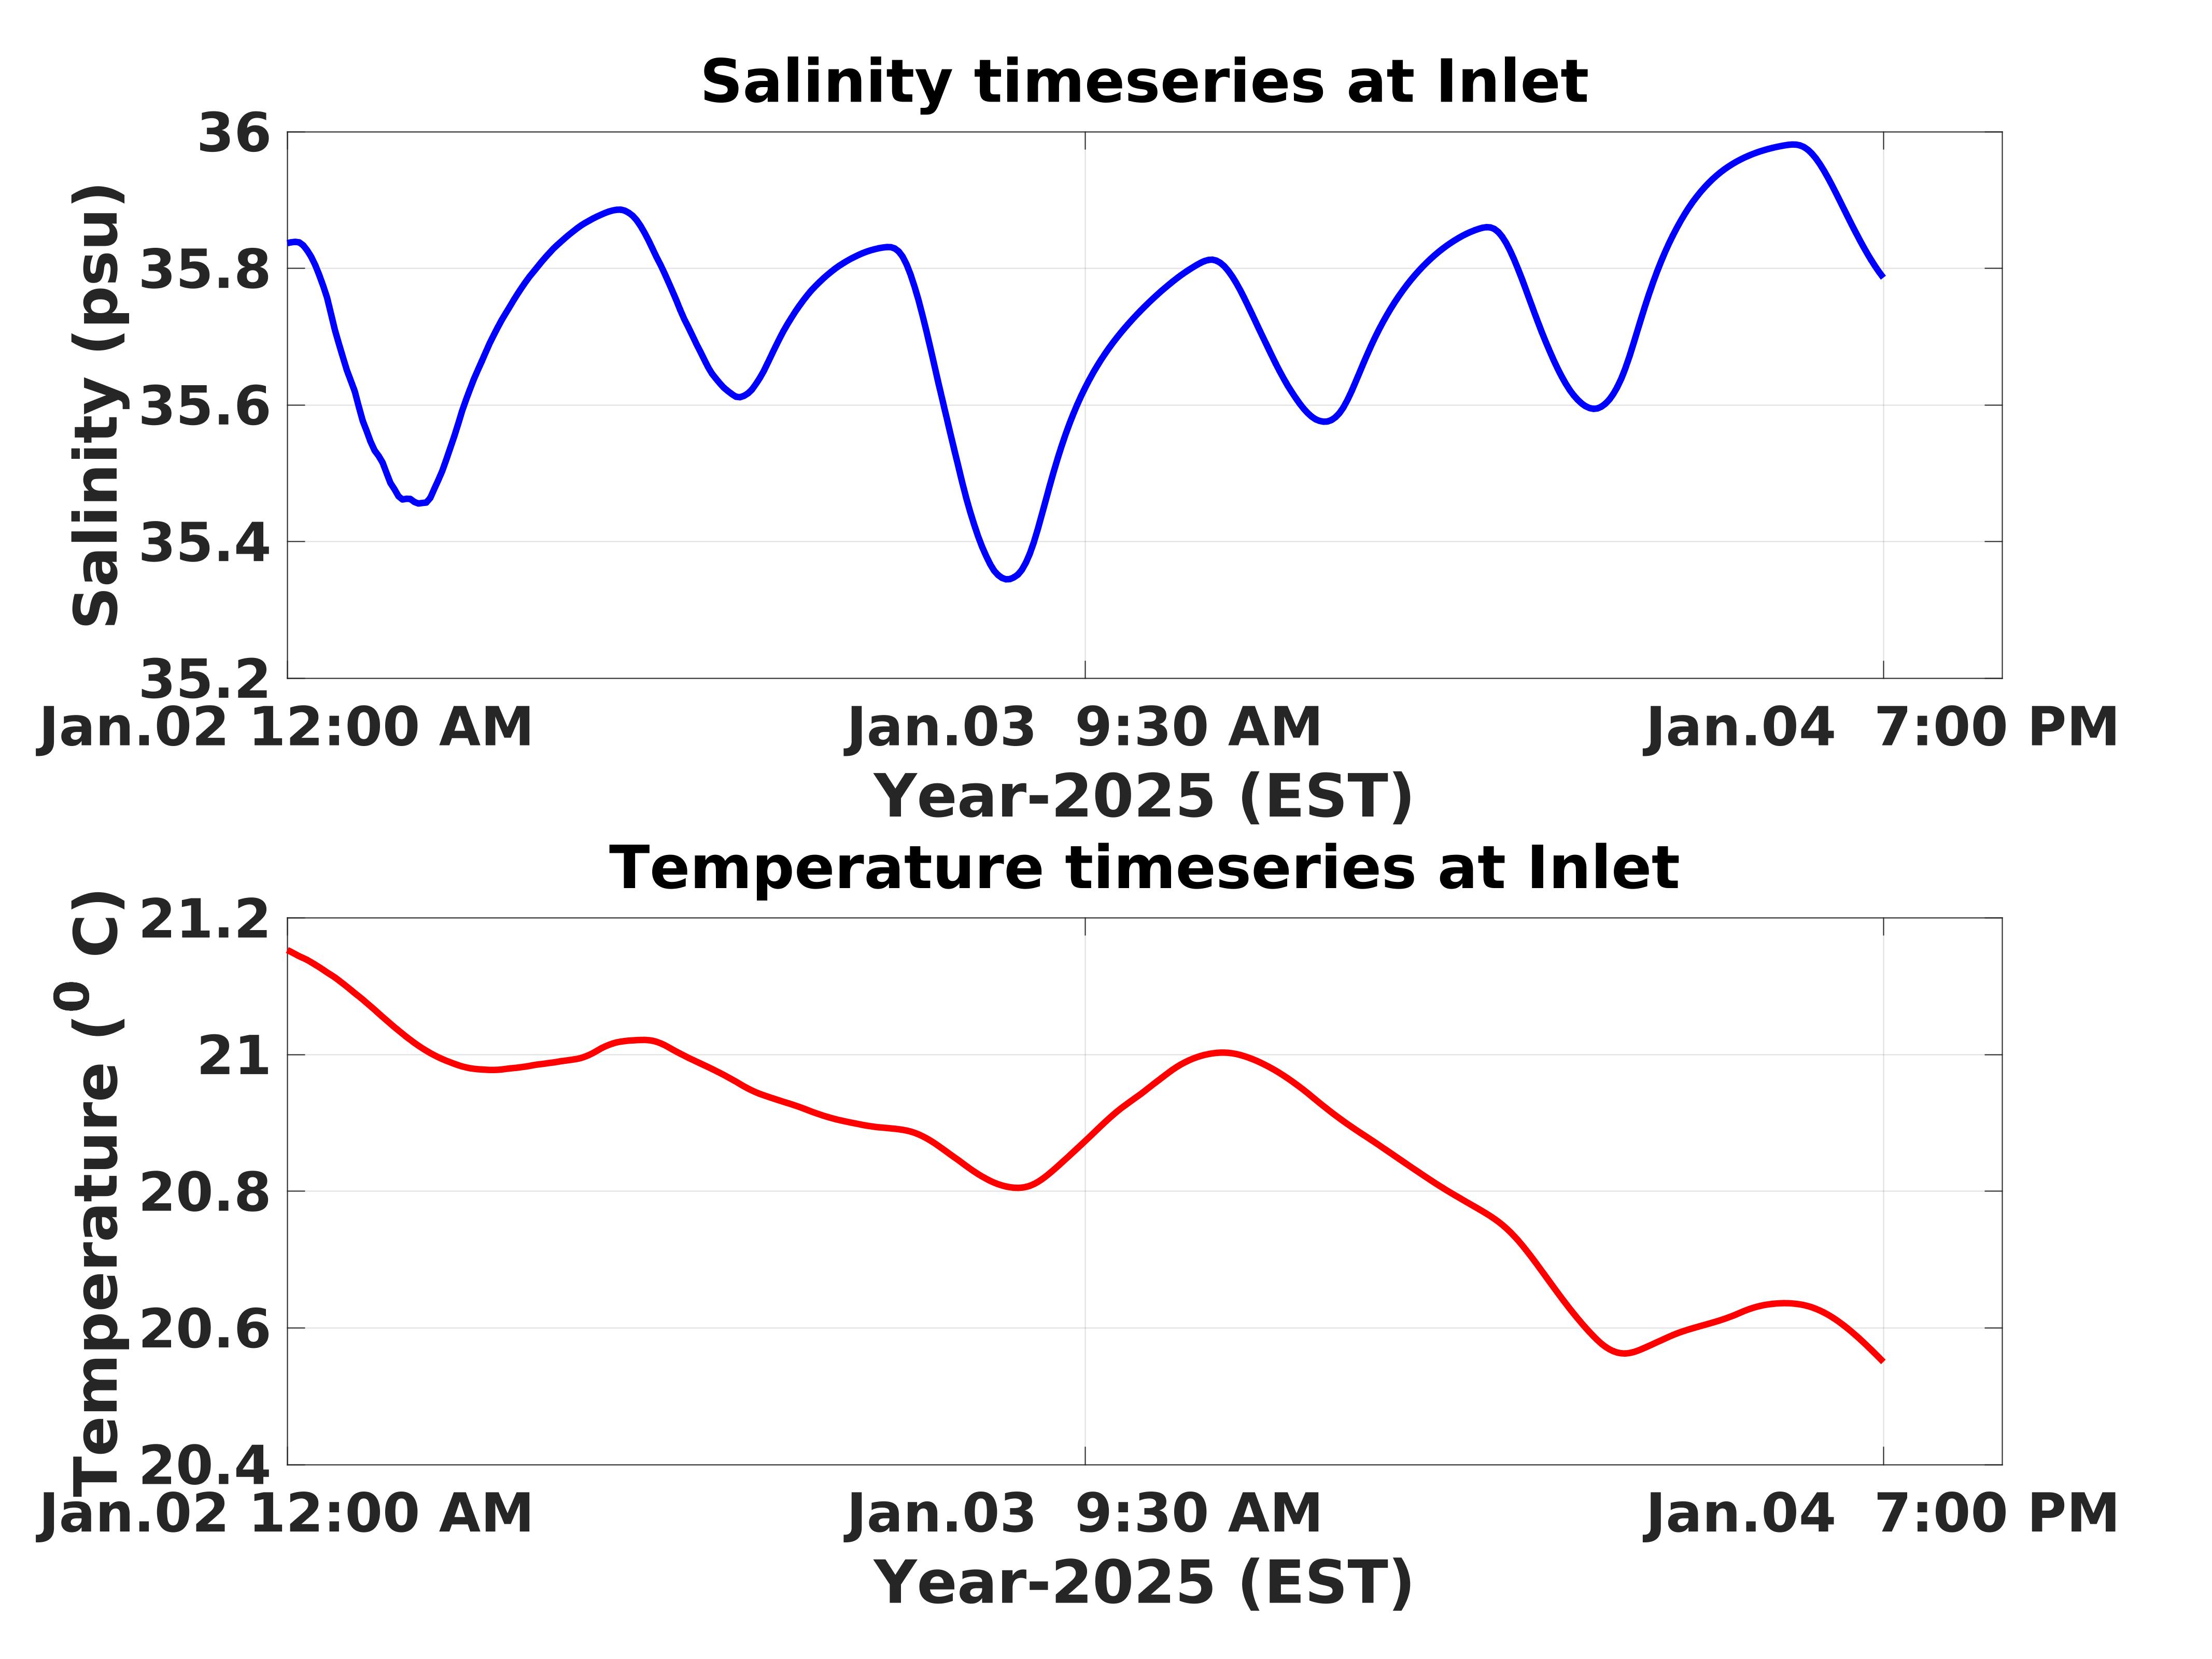 Salinity timeseries at Inlet
Salinity (psu)
36
35.8
35.6
35.4
35.2
Jan.02 12:00 AM Jan.03 9:30 AM Jan.04 7:00 PM
Year-2025 (EST)
Temperature timeseries at Inlet
Temperature (⁰ C)
21.2
21
20.8
20.6
20.4
Jan.02 12:00 AM Jan.03 9:30 AM Jan.04 7:00 PM
Year-2025 (EST)